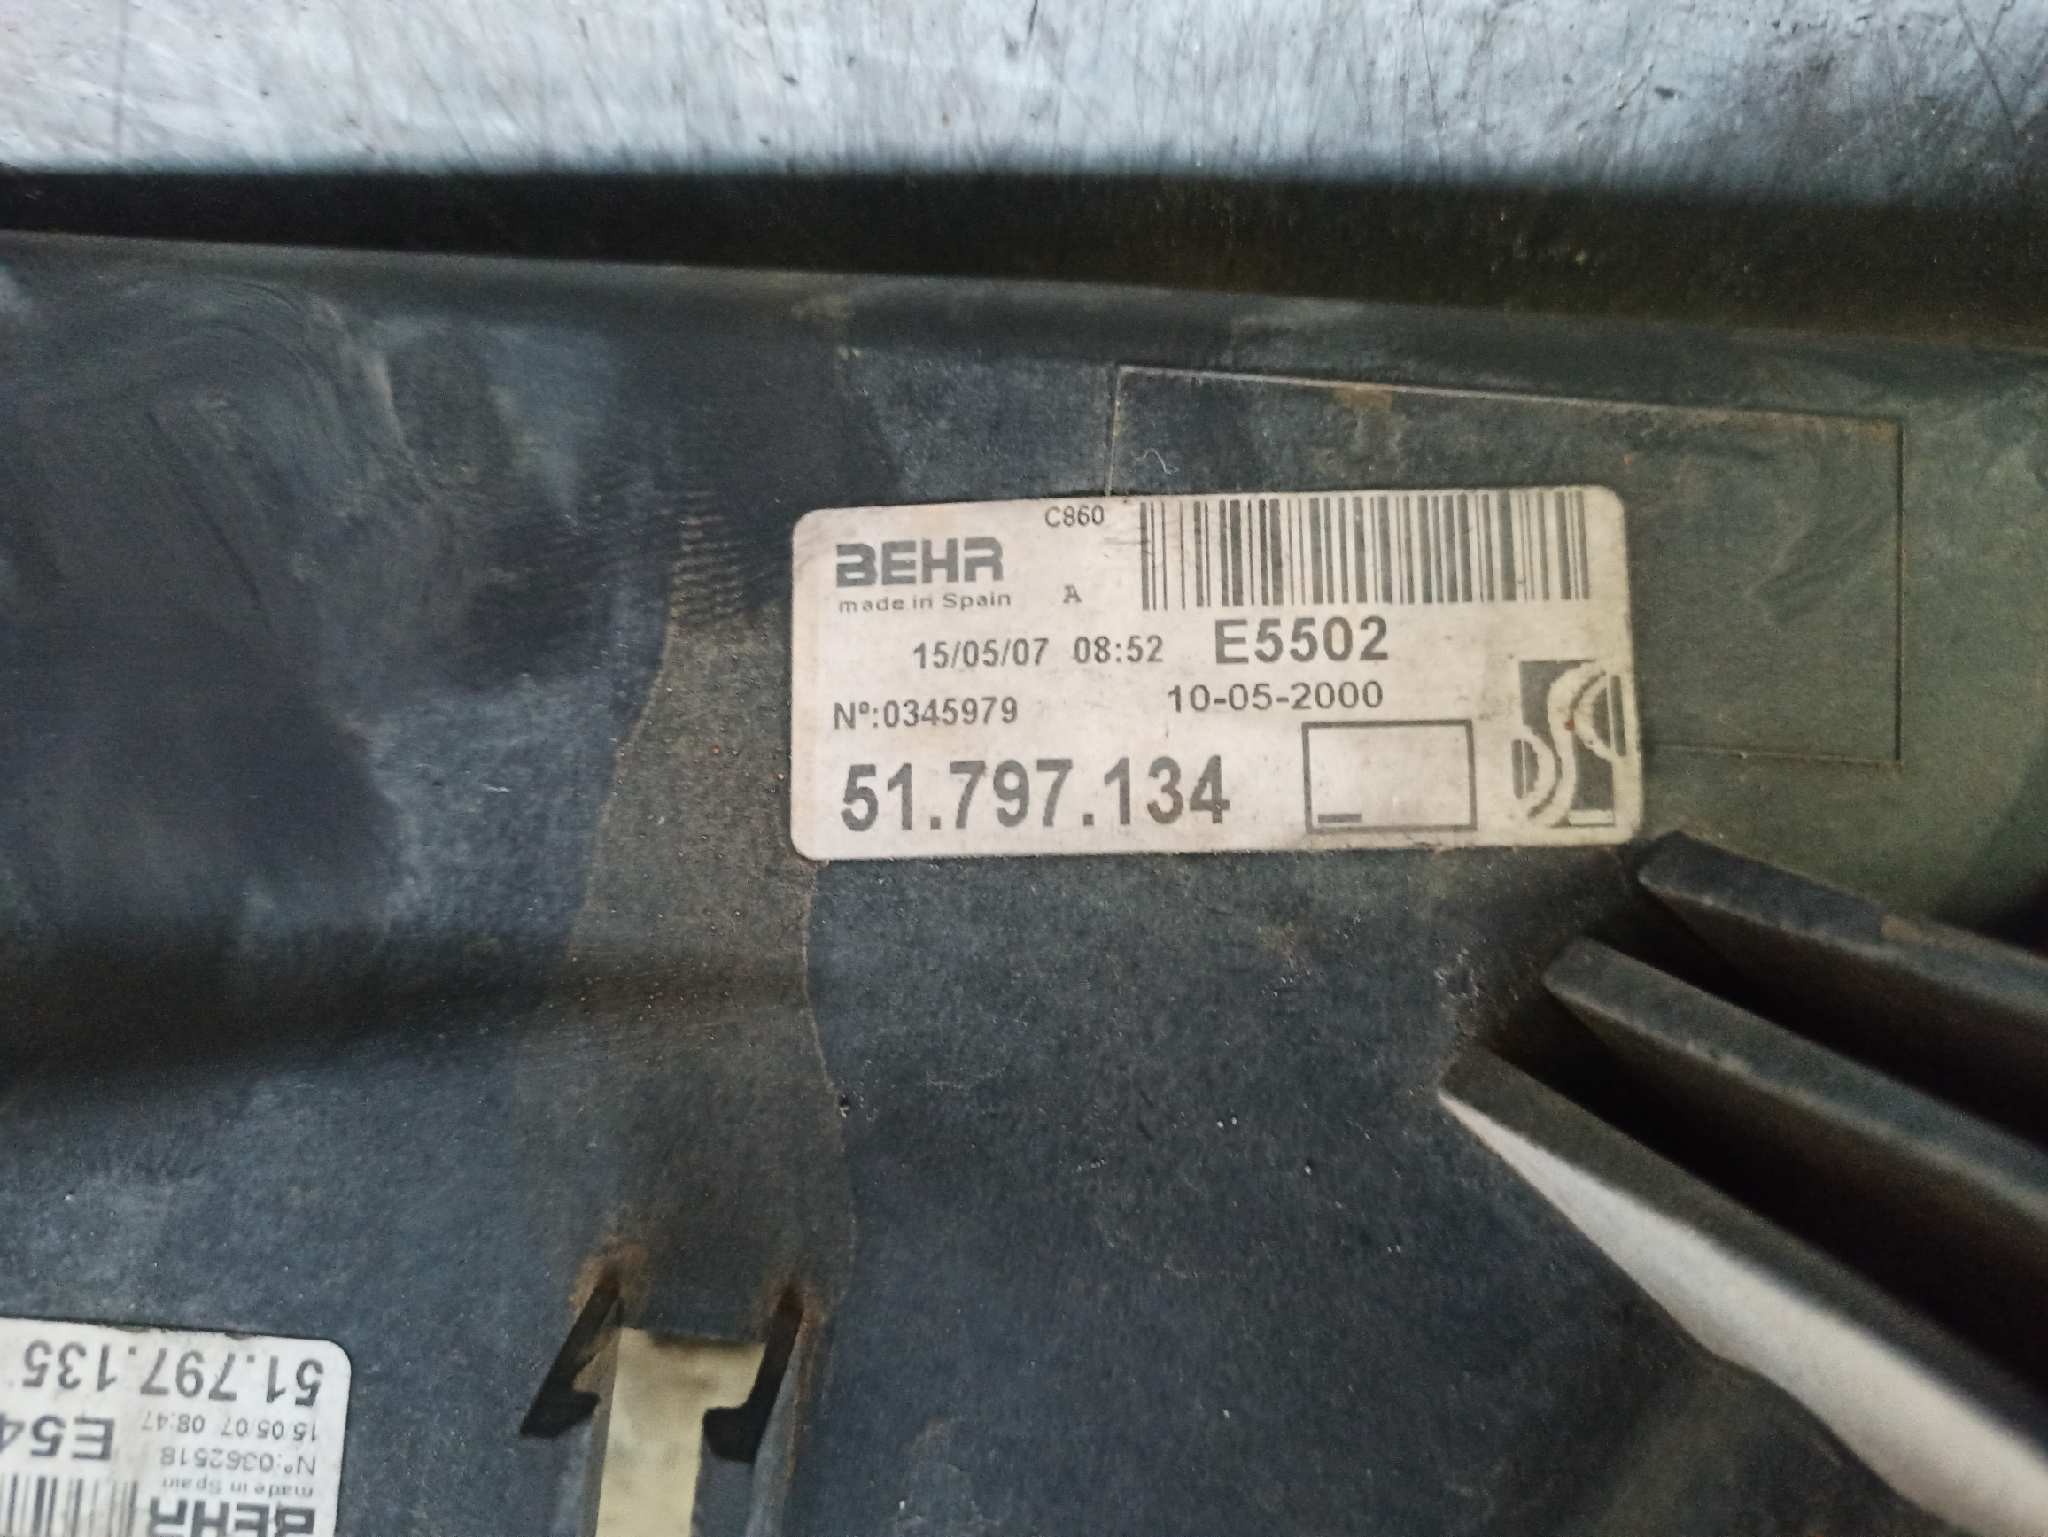 C860
BEHR
made in Spain A
15/05/07 08:52 E5502
Nº:0345979 10-05-2000
51.797.134
51.797.135
15 05 07 08:47
Nº:0362518
made in Spain
BEHR